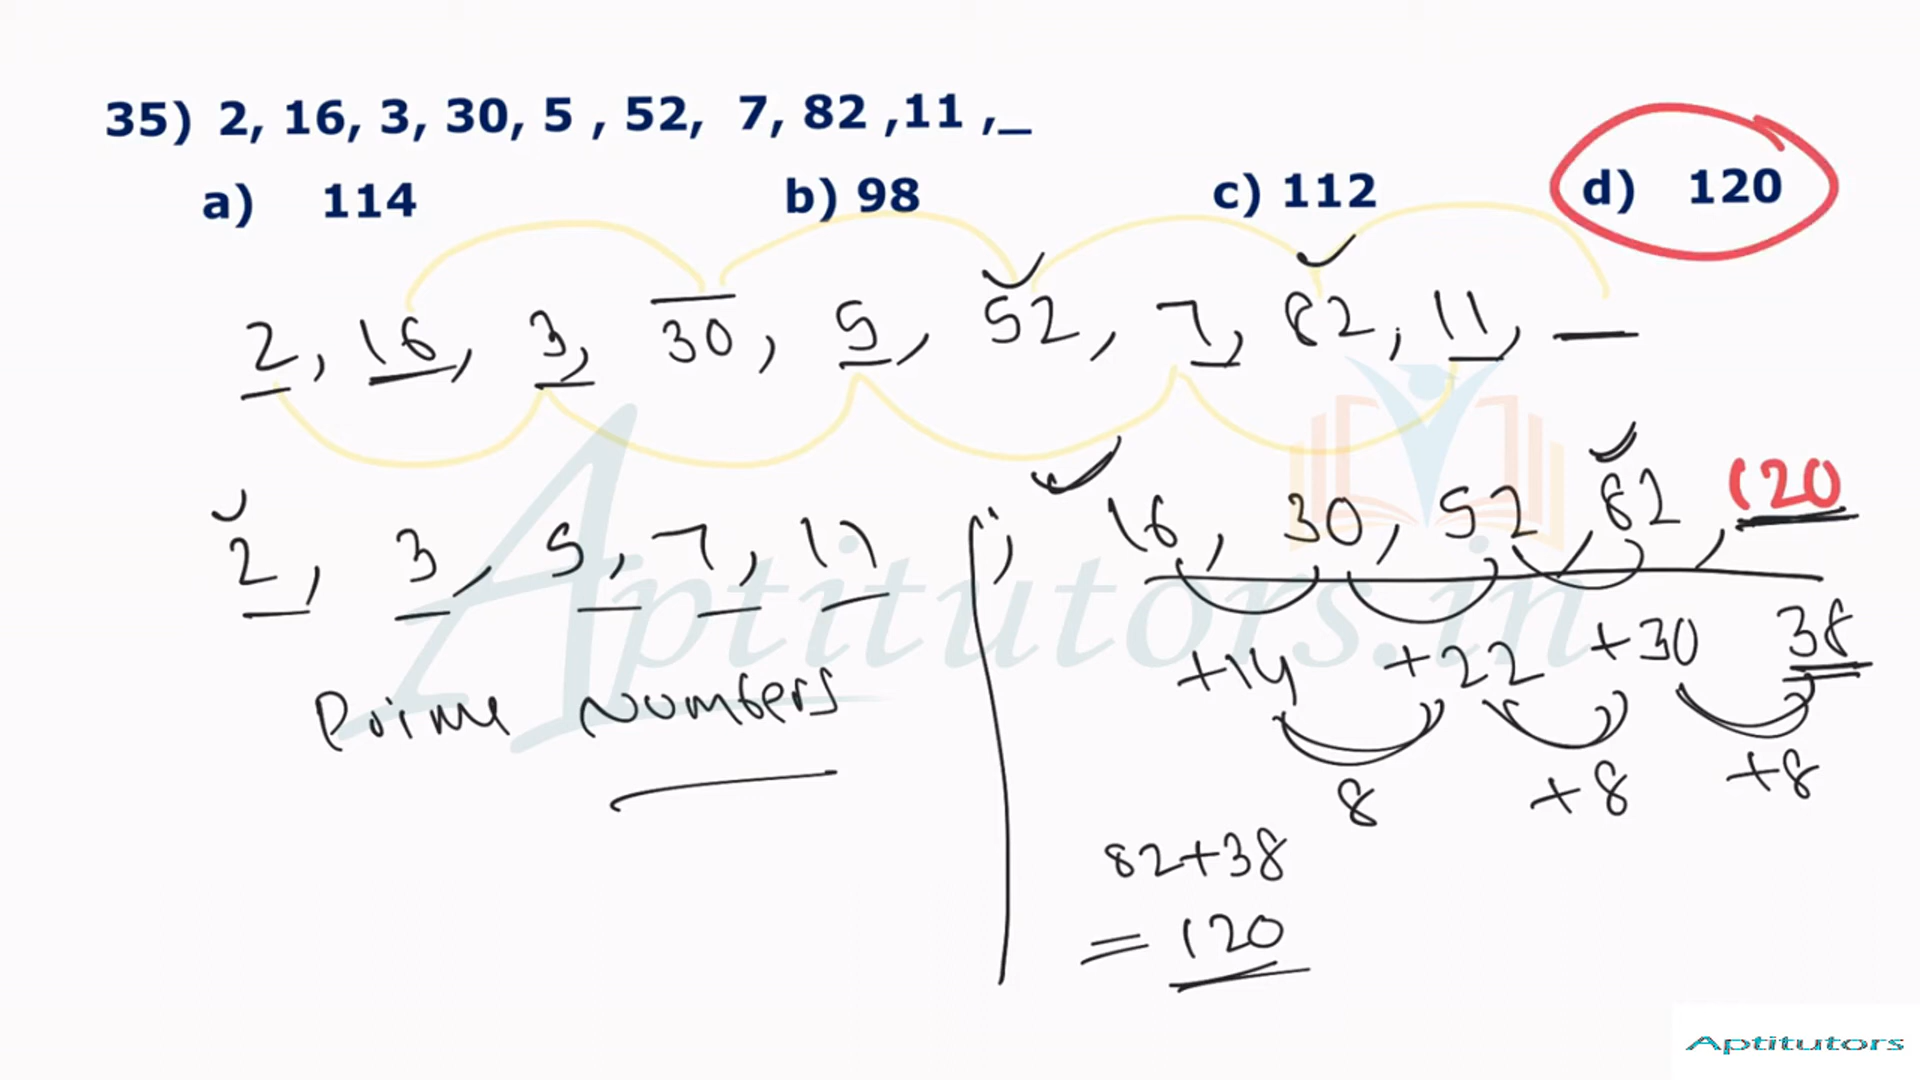 35) 2, 16, 3, 30, 5 , 52, 7, 82 ,11 ,_
a) 114 b) 98 c) 112 d) 120
2, 16, 3, 30, 5, 52, 7, 82, 11, __
2, 3, 5, 7, 11 ; 16, 30, 52, 82, 120
Aptitutors.in
+14 +22 +30 38
Prime Numbers
8 +8 +8
82+38
= 120
Aptitutors